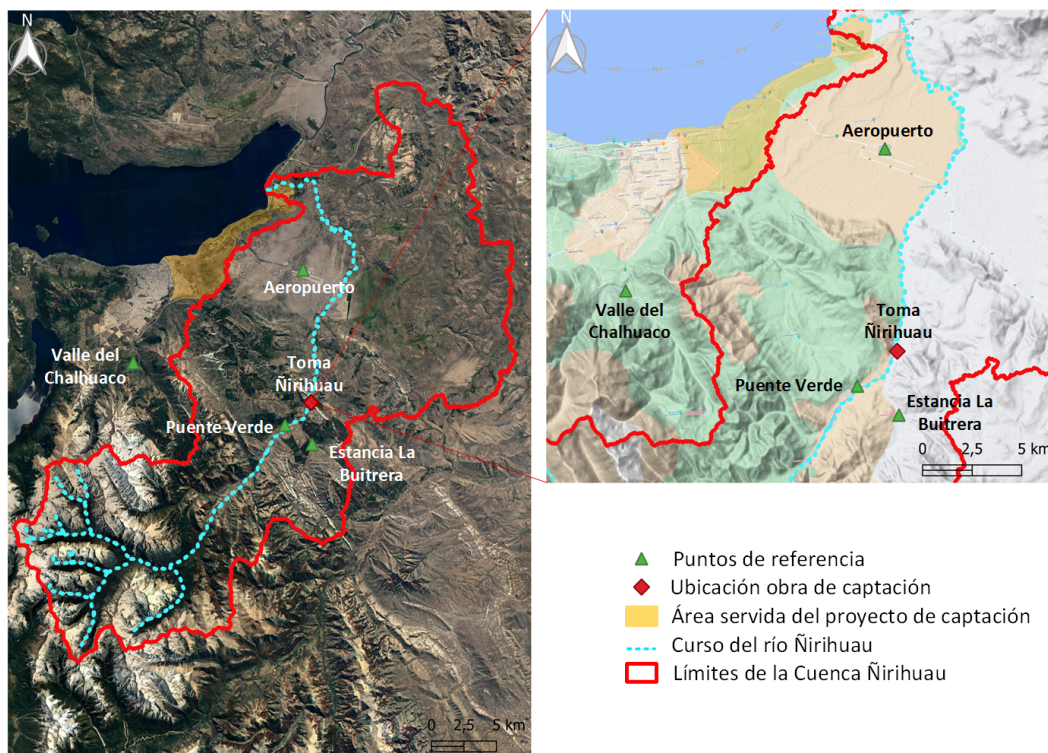 N
Aeropuerto
Valle del
Chalhuaco
Toma
Ñirihuau
Puente Verde
Estancia La
Buitrera
0 2,5 5 km
N
Aeropuerto
Valle del
Chalhuaco
Toma
Ñirihuau
Puente Verde
Estancia La
Buitrera
0 2,5 5 km
Puntos de referencia
Ubicación obra de captación
Área servida del proyecto de captación
Curso del río Ñirihuau
Límites de la Cuenca Ñirihuau